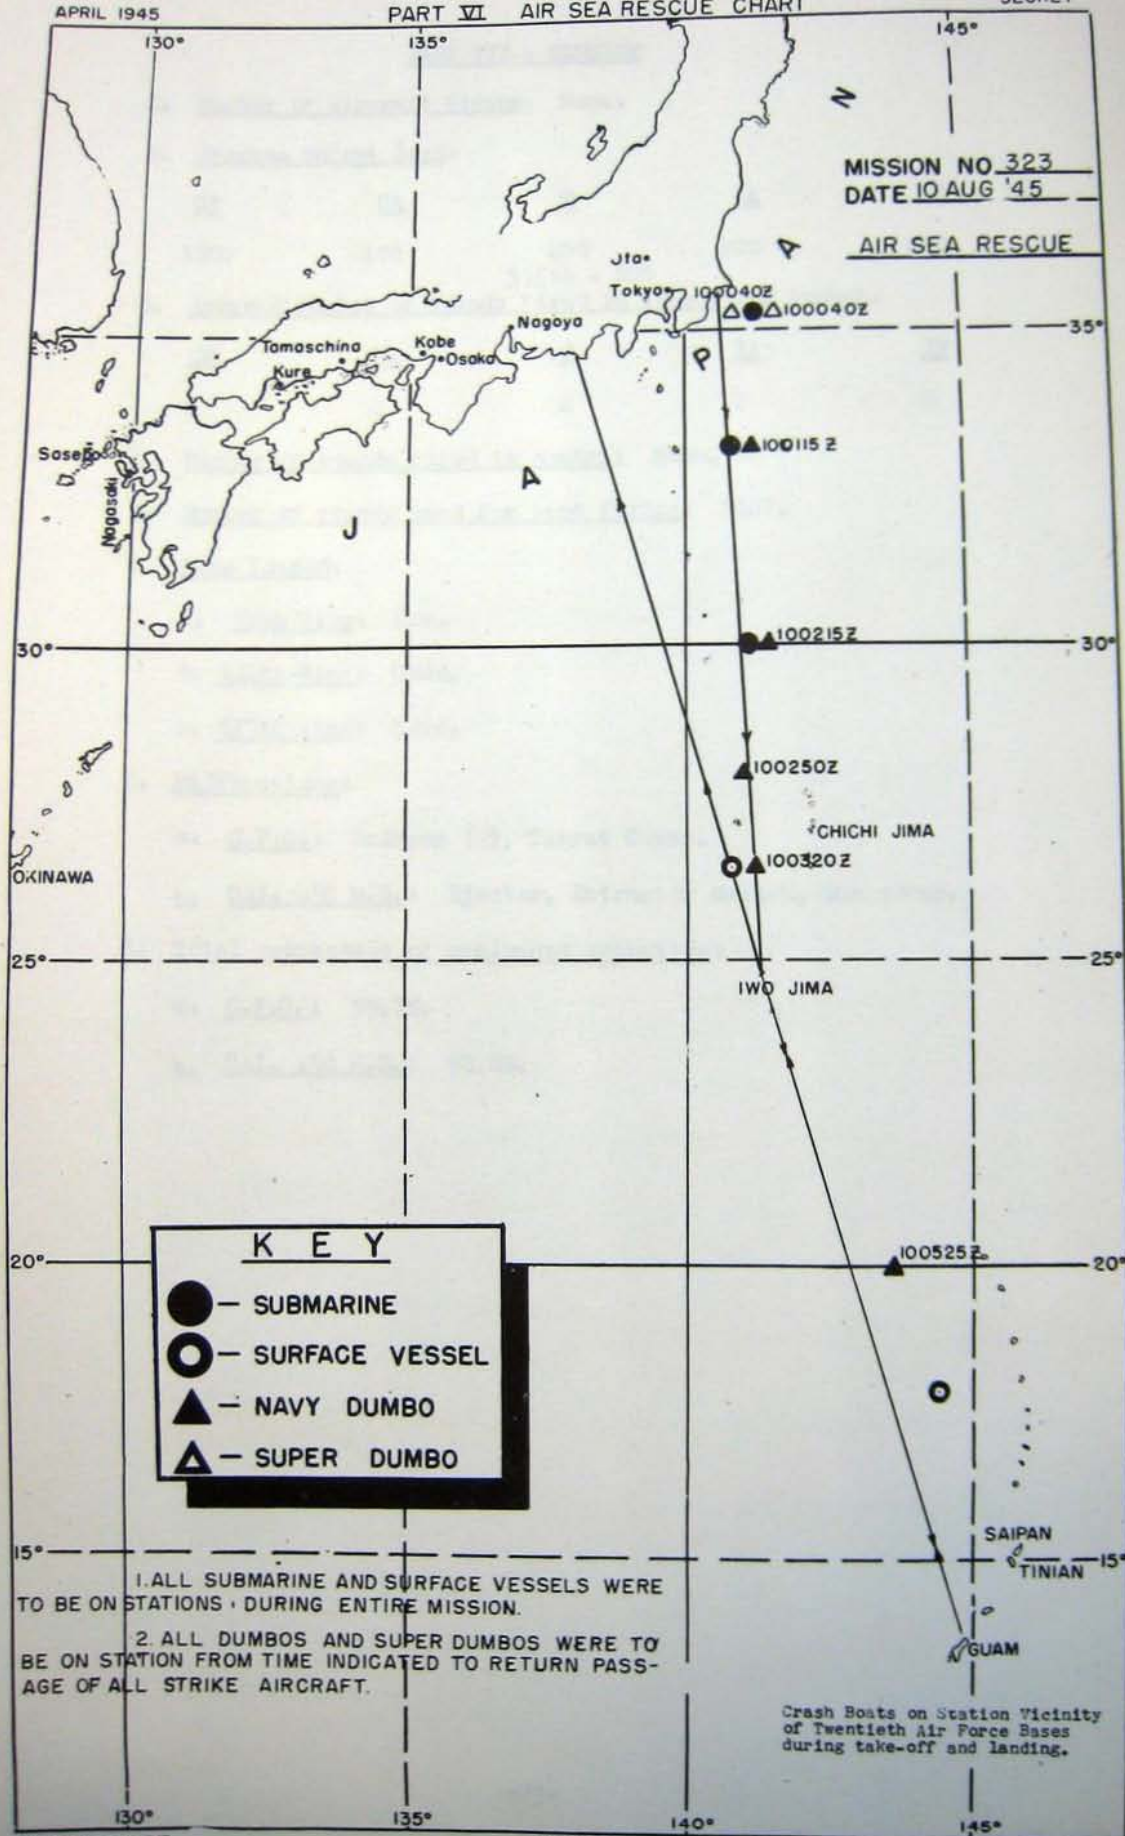 APRIL 1945
PART VI AIR SEA RESCUE CHART
130°
135°
145°
N
MISSION NO. 323
DATE 10 AUG '45
AIR SEA RESCUE
A
Jta
Tokyo
100040Z
100040Z
35°
Nagoya
Kobe
Osaka
Tamaschina
Kure
P
Sasepo
Nagasaki
100115Z
A
J
30°
100215Z
30°
100250Z
CHICHI JIMA
100320Z
OKINAWA
25°
25°
IWO JIMA
20°
100525Z
20°
KEY
— SUBMARINE
— SURFACE VESSEL
— NAVY DUMBO
— SUPER DUMBO
15°
SAIPAN
TINIAN
15°
GUAM
1. ALL SUBMARINE AND SURFACE VESSELS WERE
TO BE ON STATIONS DURING ENTIRE MISSION.
2. ALL DUMBOS AND SUPER DUMBOS WERE TO
BE ON STATION FROM TIME INDICATED TO RETURN PASS-
AGE OF ALL STRIKE AIRCRAFT.
Crash Boats on Station Vicinity
of Twentieth Air Force Bases
during take-off and landing.
130°
135°
140°
145°